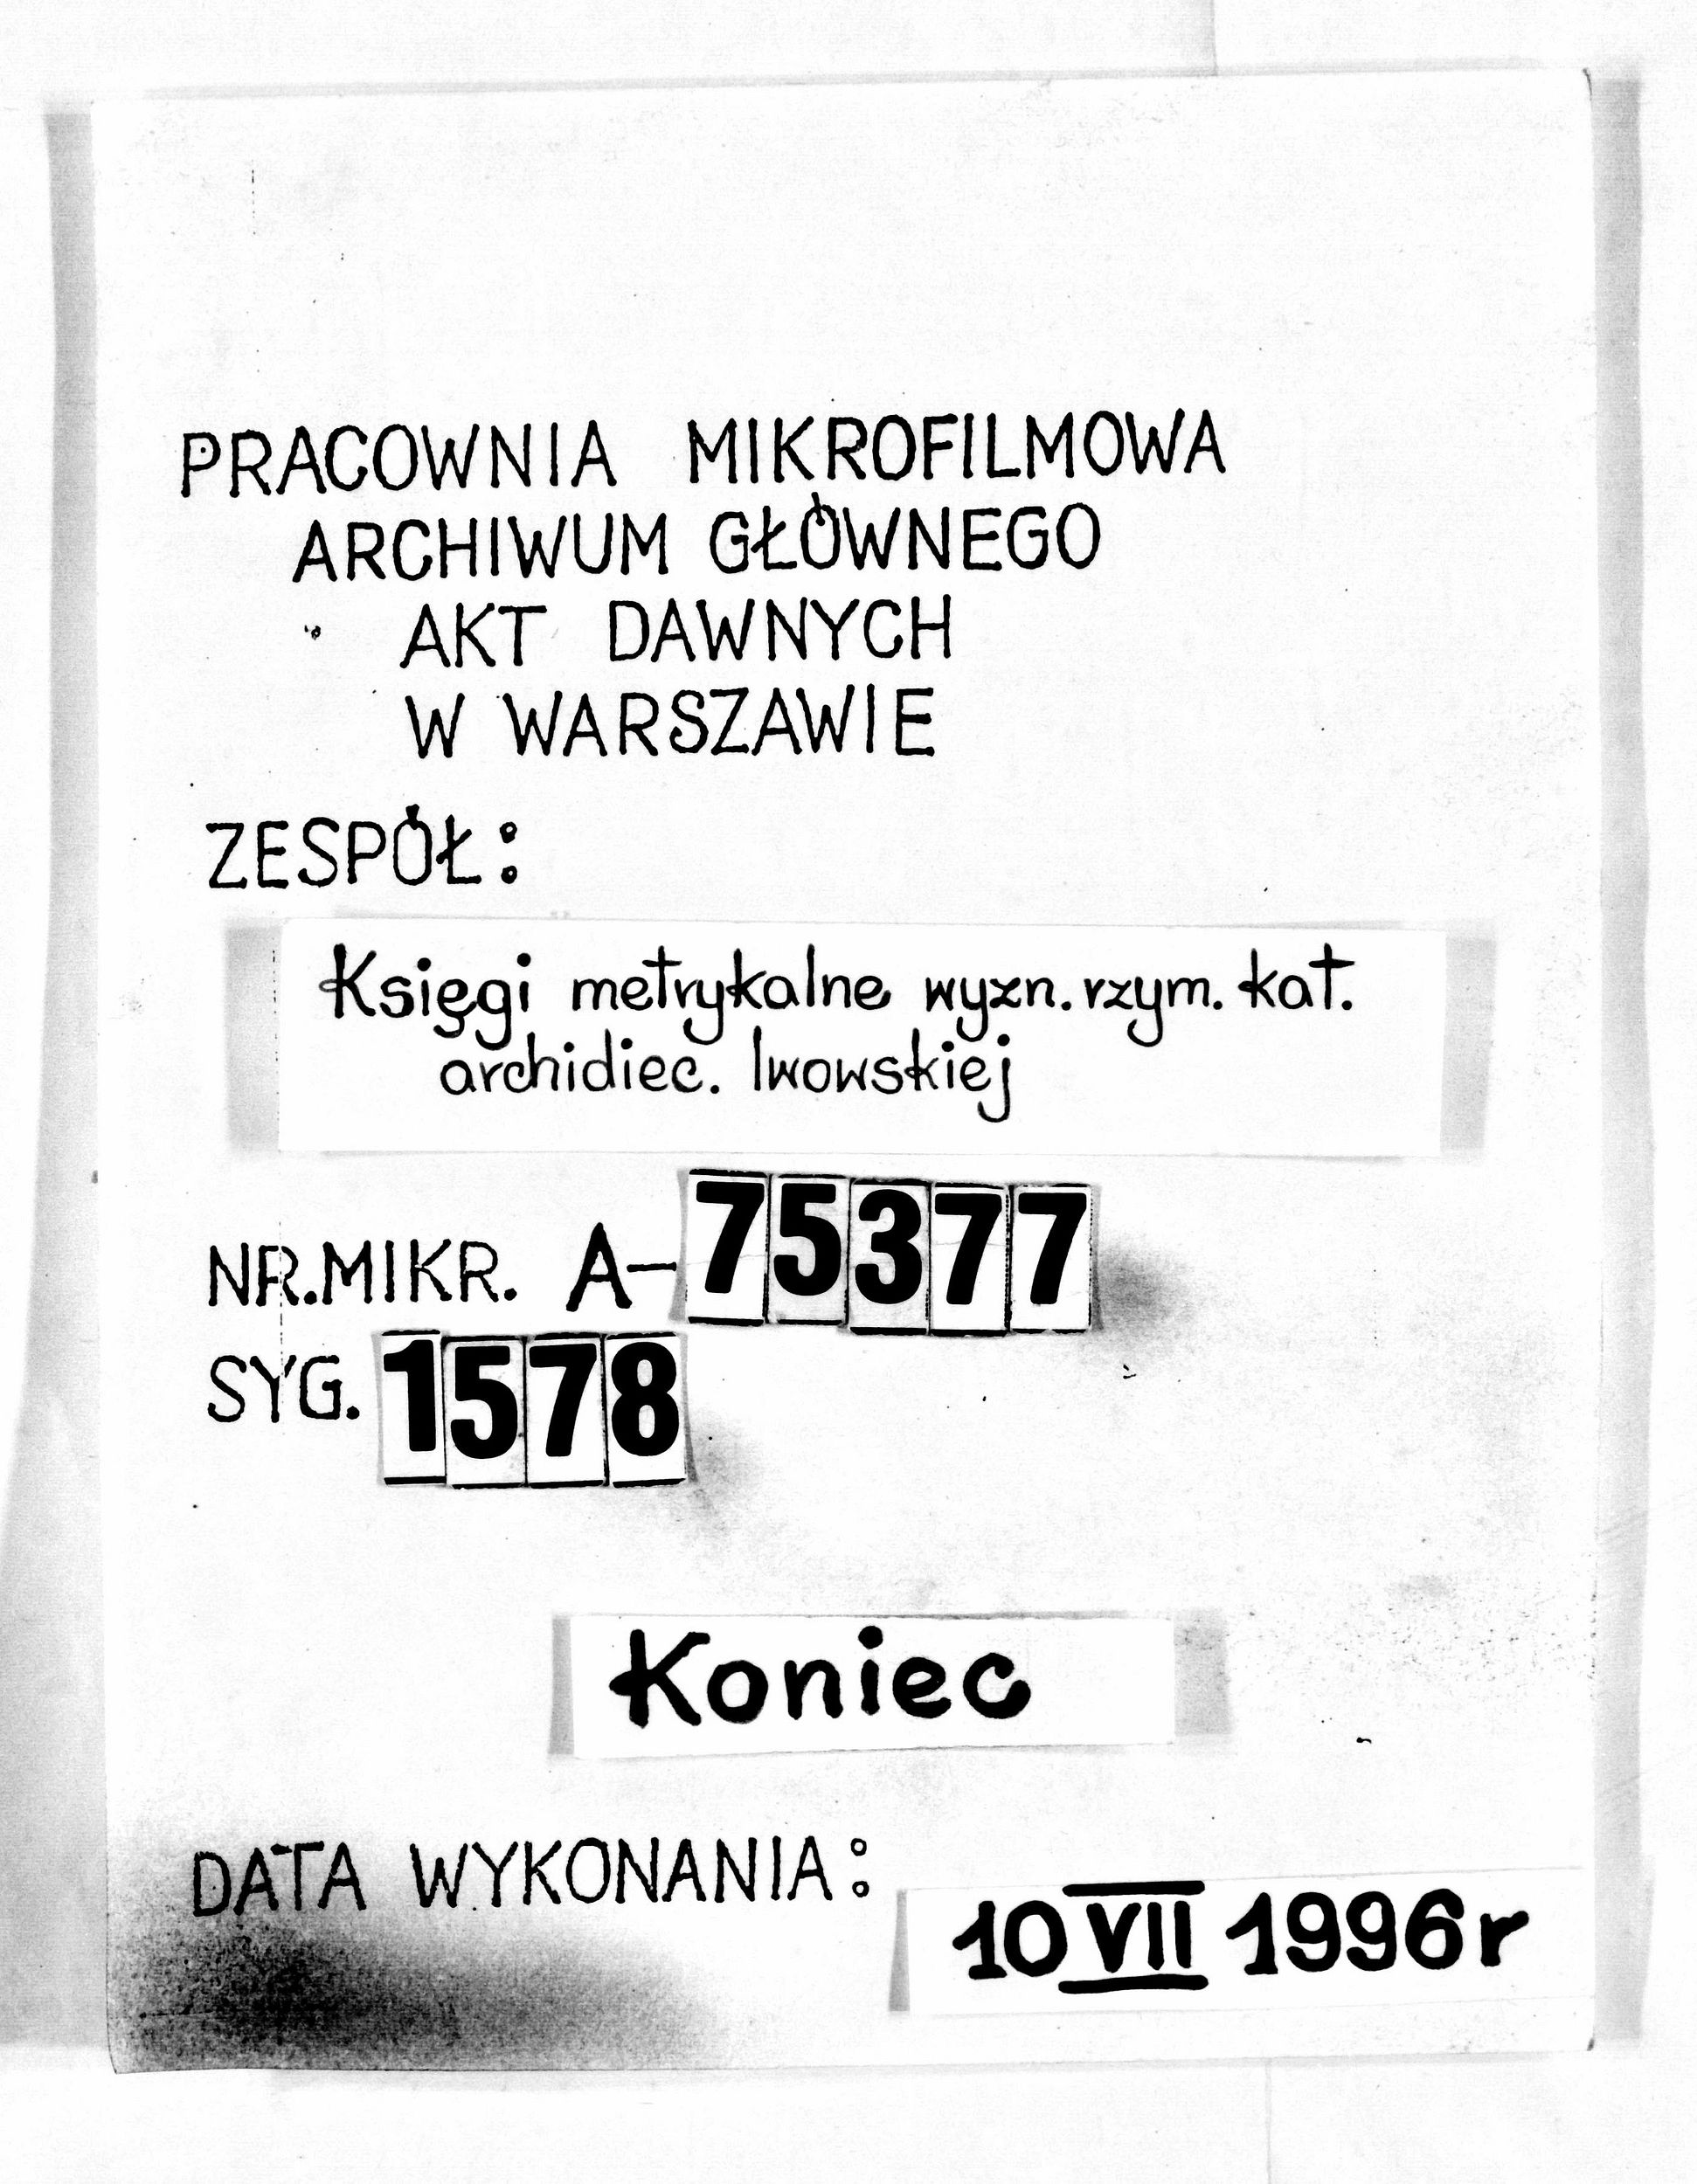 PRACOWNIA MIKROFILMOWA
ARCHIWUM GŁÓWNEGO
AKT DAWNYCH
W WARSZAWIE
ZESPÓŁ:
Księgi metrykalne wyzn. rzym. kat.
archidiec. lwowskiej
NR. MIKR. A-75377
SYG. 1578
Koniec
DATA WYKONANIA:
10 VII 1996 r